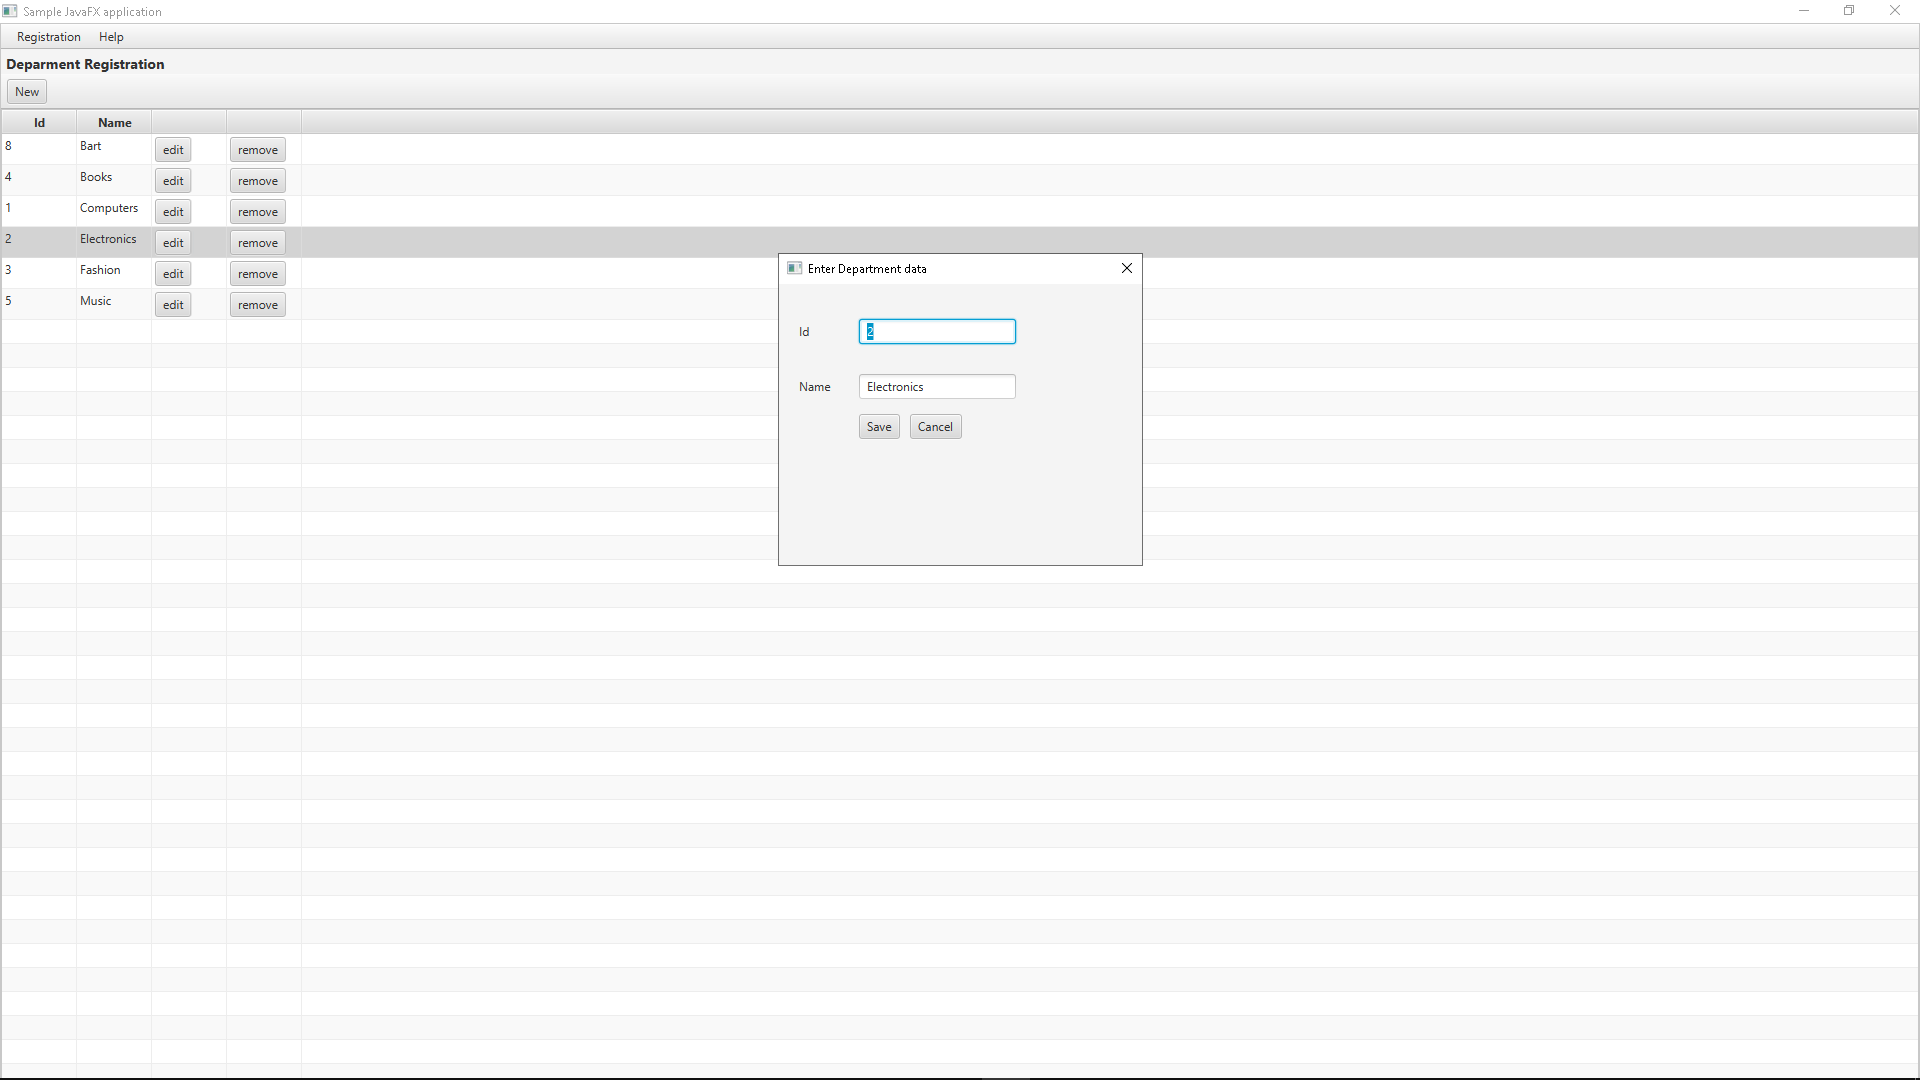 Sample JavaFX application
Registration Help
Deparment Registration
New
Id Name
8 Bart edit remove
4 Books edit remove
1 Computers edit remove
2 Electronics edit remove
3 Fashion edit remove
5 Music edit remove
Enter Department data
Id 2
Name Electronics
Save Cancel